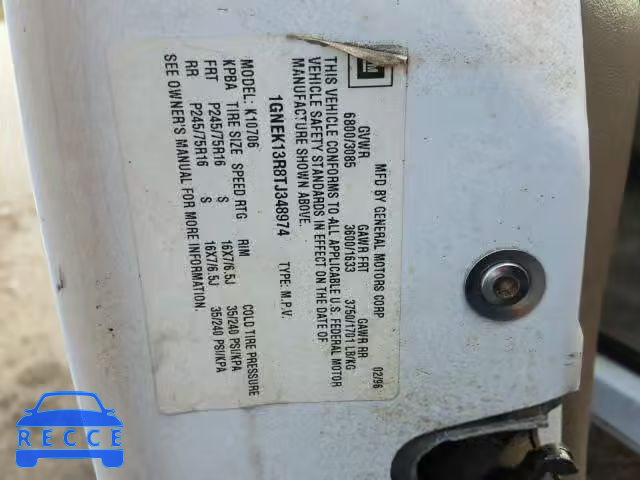 GM
MFD BY GENERAL MOTORS CORP
02/96
GVWR GAWR FRT GAWR RR
6800/3085 3600/1633 3750/1701 LB/KG
THIS VEHICLE CONFORMS TO ALL APPLICABLE U.S. FEDERAL MOTOR
VEHICLE SAFETY STANDARDS IN EFFECT ON THE DATE OF
MANUFACTURE SHOWN ABOVE.
1GNEK13R8TJ348974 TYPE: M.P.V.
MODEL: K10706
KPBA TIRE SIZE SPEED RTG RIM COLD TIRE PRESSURE
FRT P245/75R16 S 16X7/6.5J 35/240 PSI/KPA
RR P245/75R16 S 16X7/6.5J 35/240 PSI/KPA
SEE OWNER'S MANUAL FOR MORE INFORMATION.
RECCE